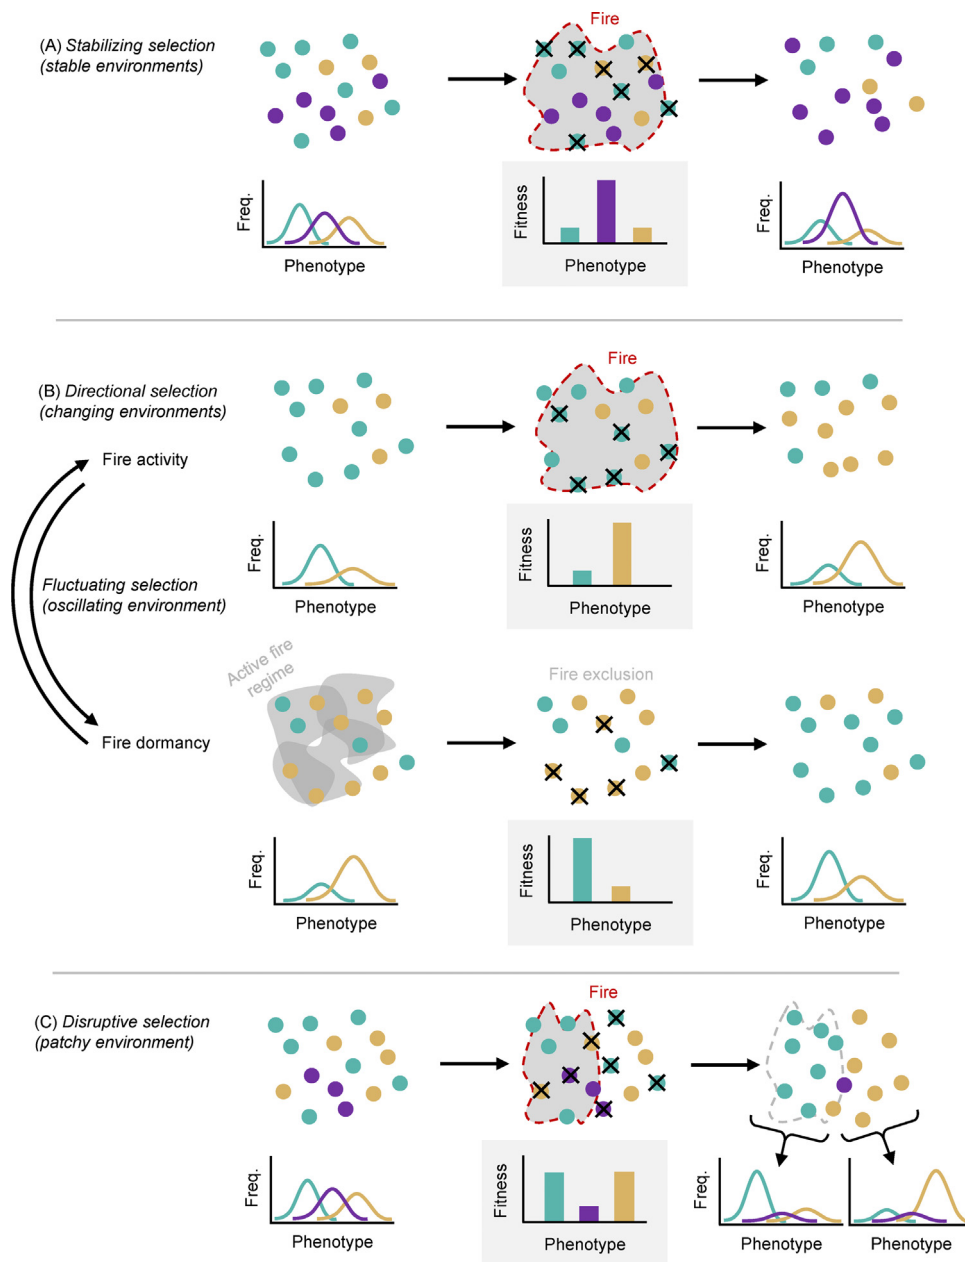 (A) Stabilizing selection
(stable environments)
Fire
Freq.
Phenotype
Fitness
Phenotype
Freq.
Phenotype
(B) Directional selection
(changing environments)
Fire
Fire activity
Freq.
Phenotype
Fitness
Phenotype
Freq.
Phenotype
Fluctuating selection
(oscillating environment)
Active fire
regime
Fire exclusion
Fire dormancy
Freq.
Phenotype
Fitness
Phenotype
Freq.
Phenotype
(C) Disruptive selection
(patchy environment)
Fire
Freq.
Phenotype
Fitness
Phenotype
Freq.
Phenotype
Phenotype